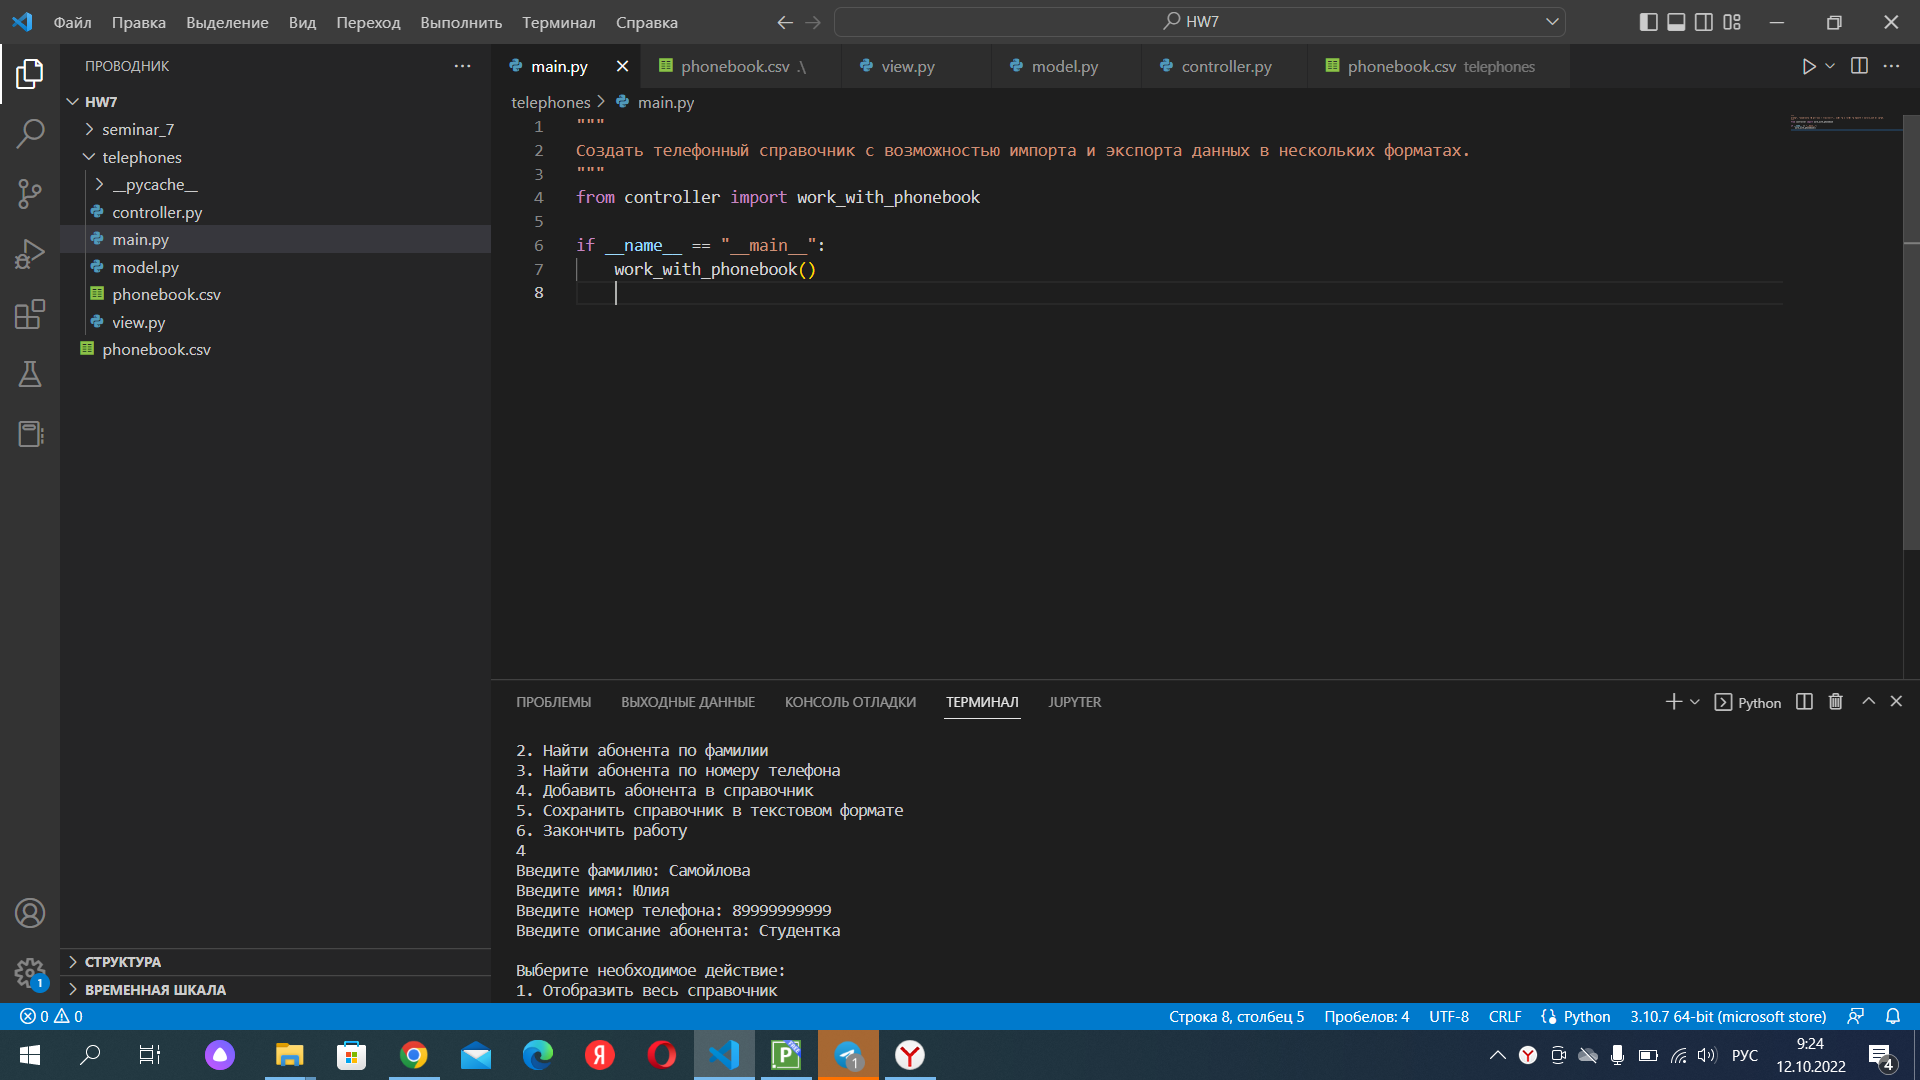 Файл Правка Выделение Вид Переход Выполнить Терминал Справка HW7
ПРОВОДНИК
HW7
seminar_7
telephones
__pycache__
controller.py
main.py
model.py
phonebook.csv
view.py
phonebook.csv
СТРУКТУРА
ВРЕМЕННАЯ ШКАЛА
main.py phonebook.csv .\ view.py model.py controller.py phonebook.csv telephones
telephones > main.py
1 """
2 Создать телефонный справочник с возможностью импорта и экспорта данных в нескольких форматах.
3 """
4 from controller import work_with_phonebook
5
6 if __name__ == "__main__":
7 work_with_phonebook()
8
ПРОБЛЕМЫ ВЫХОДНЫЕ ДАННЫЕ КОНСОЛЬ ОТЛАДКИ ТЕРМИНАЛ JUPYTER Python
2. Найти абонента по фамилии
3. Найти абонента по номеру телефона
4. Добавить абонента в справочник
5. Сохранить справочник в текстовом формате
6. Закончить работу
4
Введите фамилию: Самойлова
Введите имя: Юлия
Введите номер телефона: 89999999999
Введите описание абонента: Студентка
Выберите необходимое действие:
1. Отобразить весь справочник
1
0 0 Строка 8, столбец 5 Пробелов: 4 UTF-8 CRLF Python 3.10.7 64-bit (microsoft store)
1 РУС 9:24
12.10.2022 4